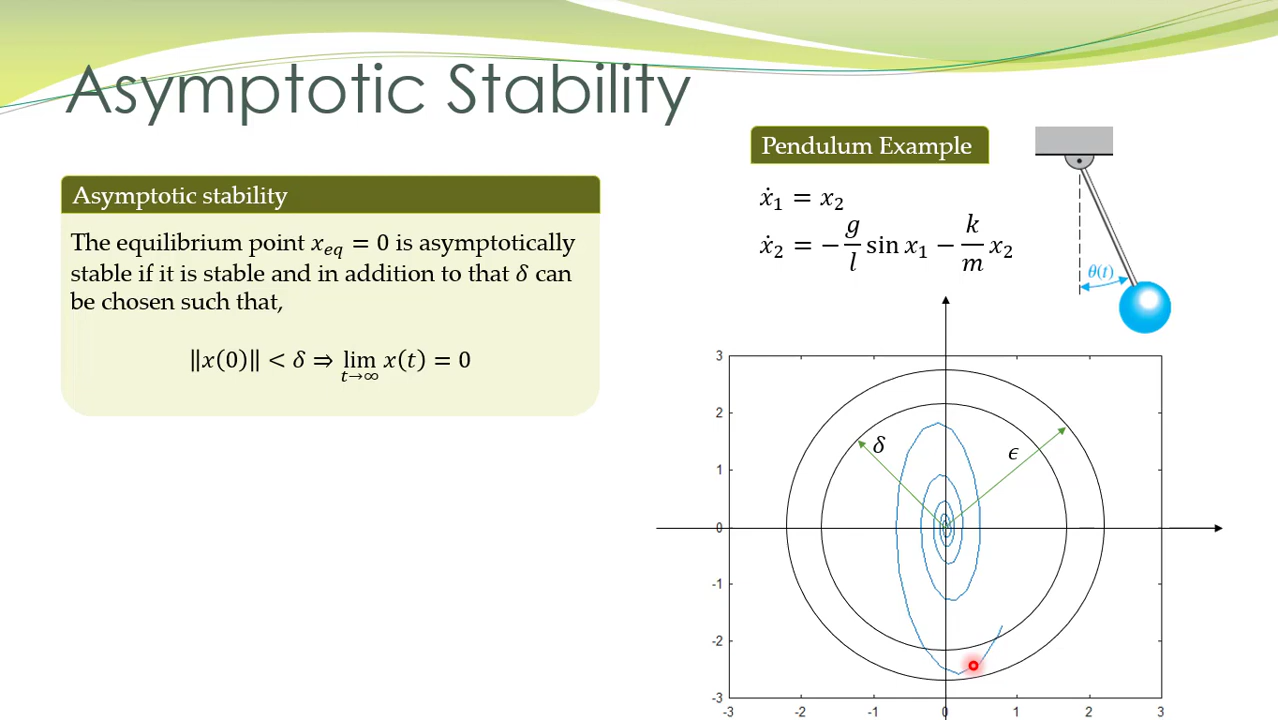 Asymptotic Stability
Asymptotic stability
The equilibrium point x_eq = 0 is asymptotically
stable if it is stable and in addition to that δ can
be chosen such that,
‖x(0)‖ < δ ⇒ lim_{t→∞} x(t) = 0
Pendulum Example
ẋ₁ = x₂
ẋ₂ = −g/l sin x₁ − k/m x₂
θ(t)
3
2
1
0
-1
-2
-3
δ
ϵ
-3 -2 -1 0 1 2 3